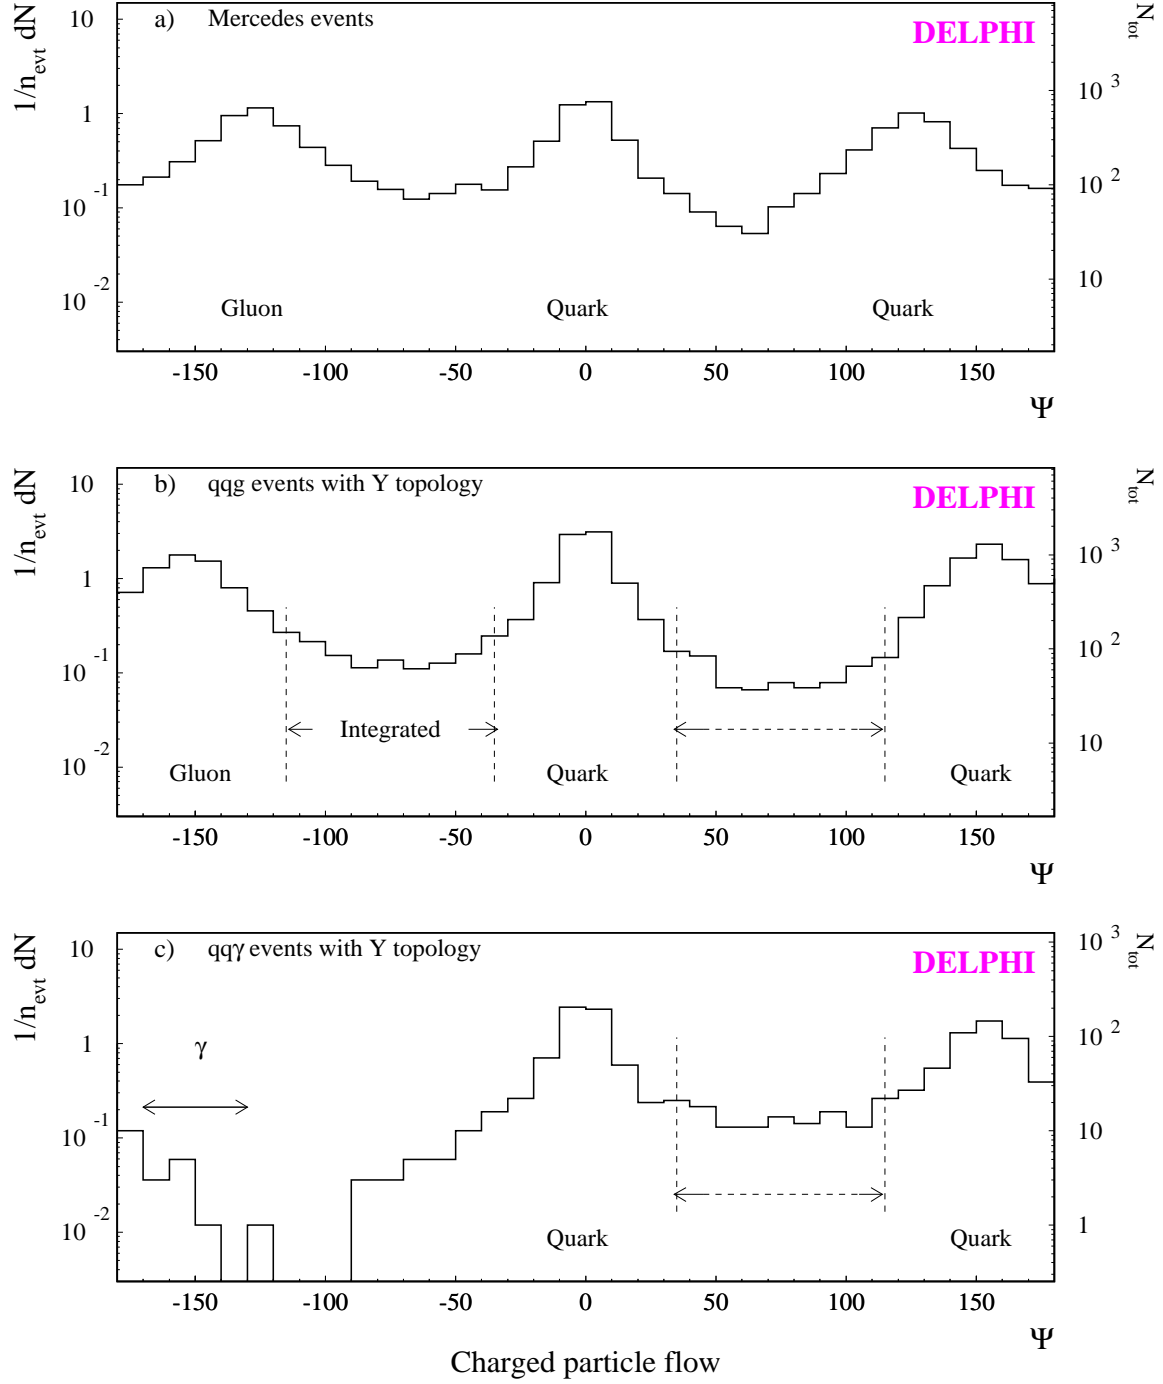 a) Mercedes events
DELPHI
1/n_evt dN
N_tot
10
1
10^-1
10^-2
10^3
10^2
10
Gluon
Quark
Quark
-150 -100 -50 0 50 100 150
Ψ
b) qqg events with Y topology
DELPHI
1/n_evt dN
N_tot
10
1
10^-1
10^-2
10^3
10^2
10
Integrated
Gluon
Quark
Quark
-150 -100 -50 0 50 100 150
Ψ
c) qqγ events with Y topology
DELPHI
1/n_evt dN
N_tot
10
1
10^-1
10^-2
10^3
10^2
10
1
γ
Quark
Quark
-150 -100 -50 0 50 100 150
Ψ
Charged particle flow